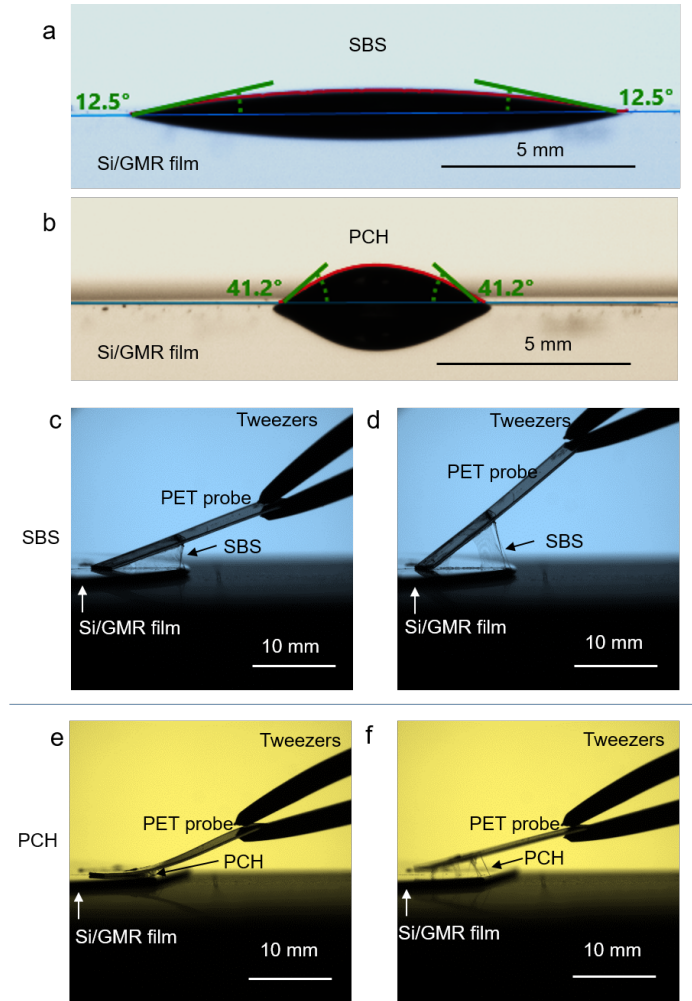 a
SBS
12.5°
12.5°
5 mm
Si/GMR film
b
PCH
41.2°
41.2°
5 mm
Si/GMR film
c
Tweezers
PET probe
SBS
SBS
Si/GMR film
10 mm
d
Tweezers
PET probe
SBS
Si/GMR film
10 mm
e
Tweezers
PET probe
PCH
PCH
Si/GMR film
10 mm
f
Tweezers
PET probe
PCH
Si/GMR film
10 mm